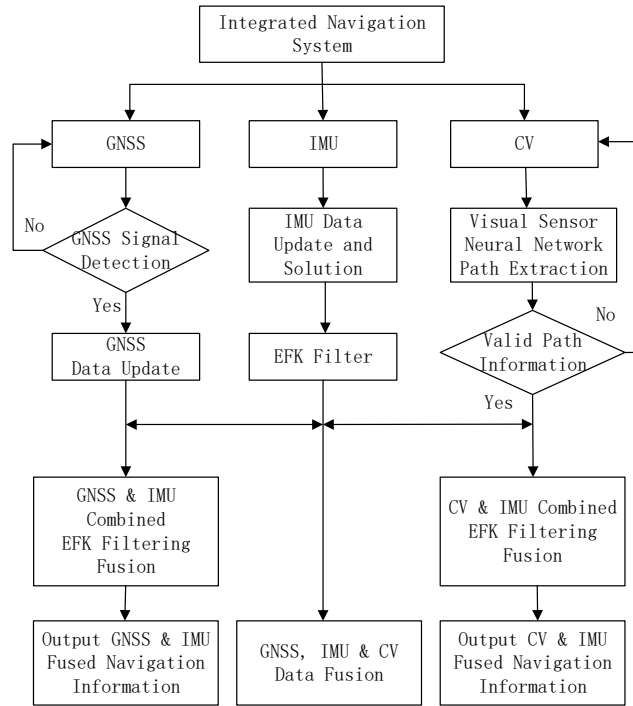 Integrated Navigation
System
GNSS
IMU
CV
No
GNSS Signal
Detection
IMU Data
Update and
Solution
Visual Sensor
Neural Network
Path Extraction
Yes
No
GNSS
Data Update
EFK Filter
Valid Path
Information
Yes
GNSS & IMU
Combined
EFK Filtering
Fusion
CV & IMU Combined
EFK Filtering
Fusion
Output GNSS & IMU
Fused Navigation
Information
GNSS, IMU & CV
Data Fusion
Output CV & IMU
Fused Navigation
Information